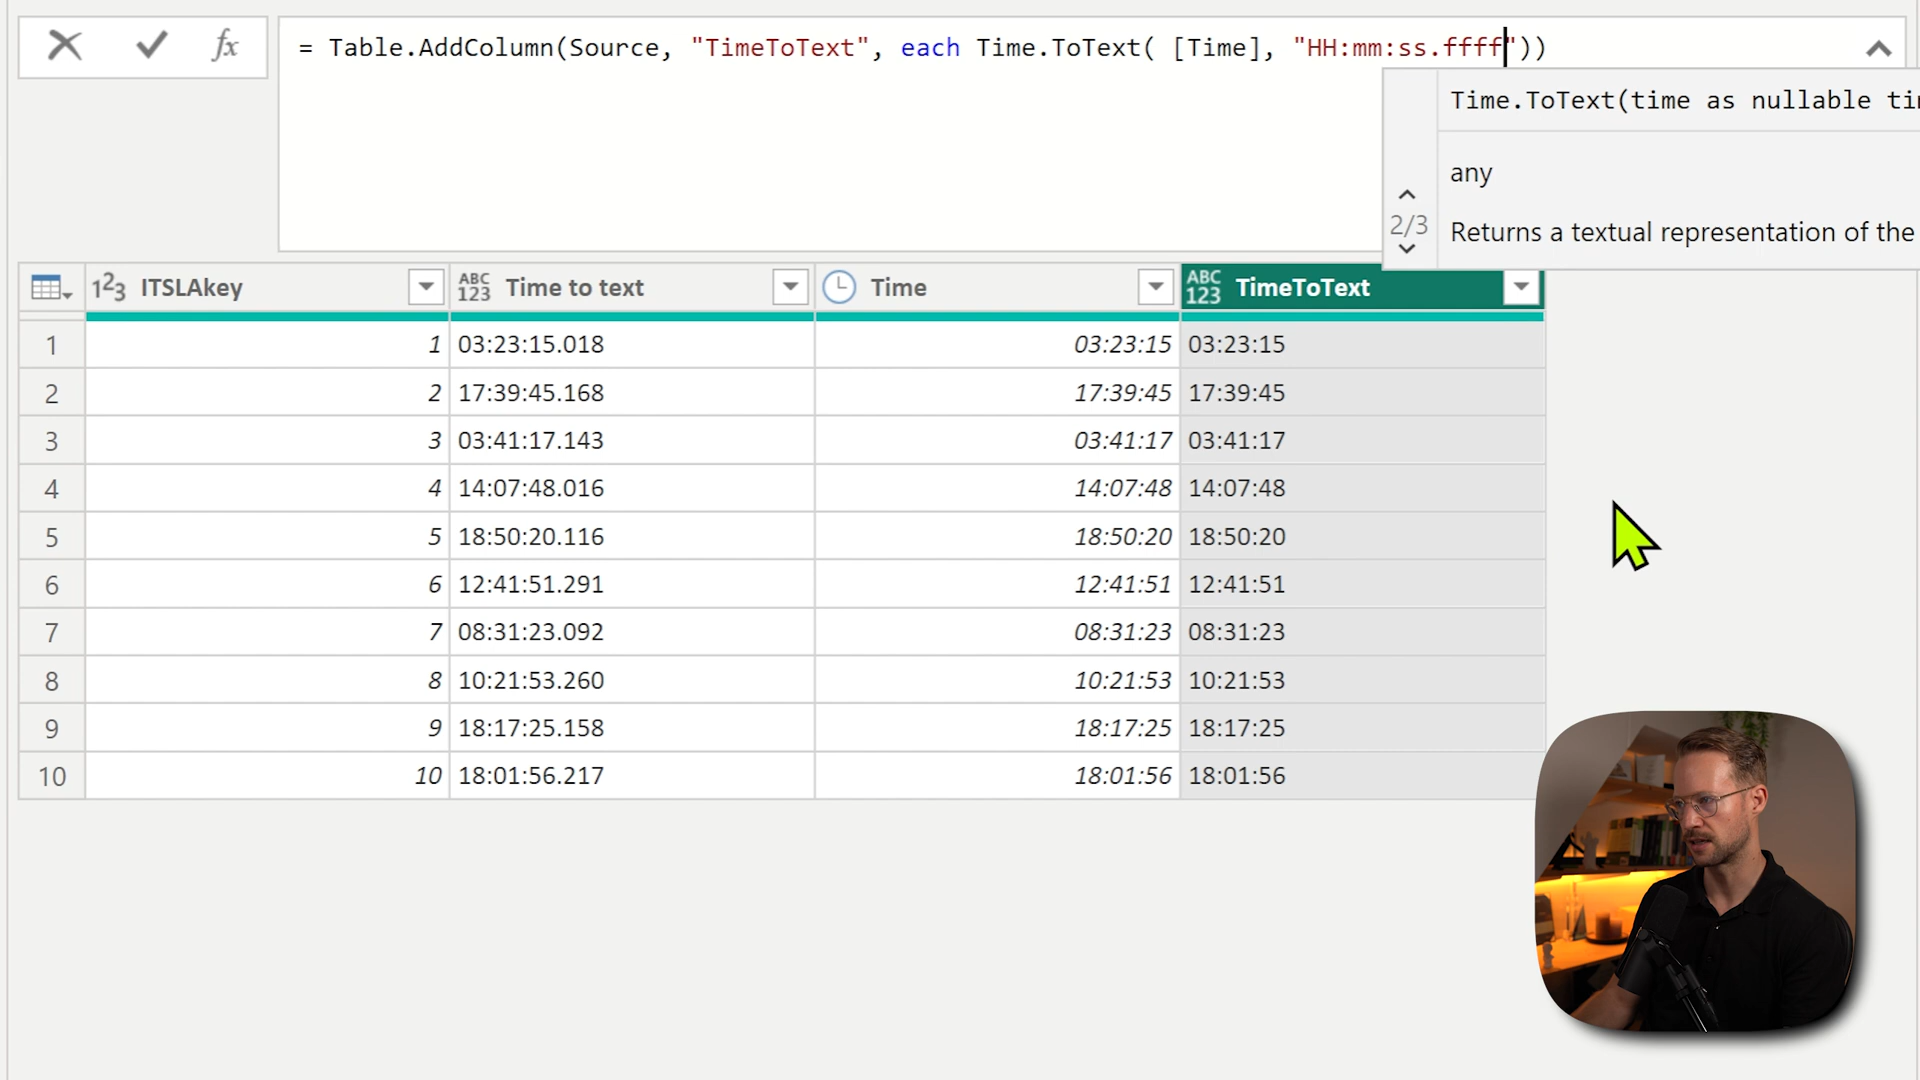 fx
= Table.AddColumn(Source, "TimeToText", each Time.ToText( [Time], "HH:mm:ss.ffff"))
Time.ToText(time as nullable
any
2/3
Returns a textual representation of the
1²3 ITSLAkey ABC 123 Time to text Time ABC 123 TimeToText
1 1 03:23:15.018 03:23:15 03:23:15
2 2 17:39:45.168 17:39:45 17:39:45
3 3 03:41:17.143 03:41:17 03:41:17
4 4 14:07:48.016 14:07:48 14:07:48
5 5 18:50:20.116 18:50:20 18:50:20
6 6 12:41:51.291 12:41:51 12:41:51
7 7 08:31:23.092 08:31:23 08:31:23
8 8 10:21:53.260 10:21:53 10:21:53
9 9 18:17:25.158 18:17:25 18:17:25
10 10 18:01:56.217 18:01:56 18:01:56